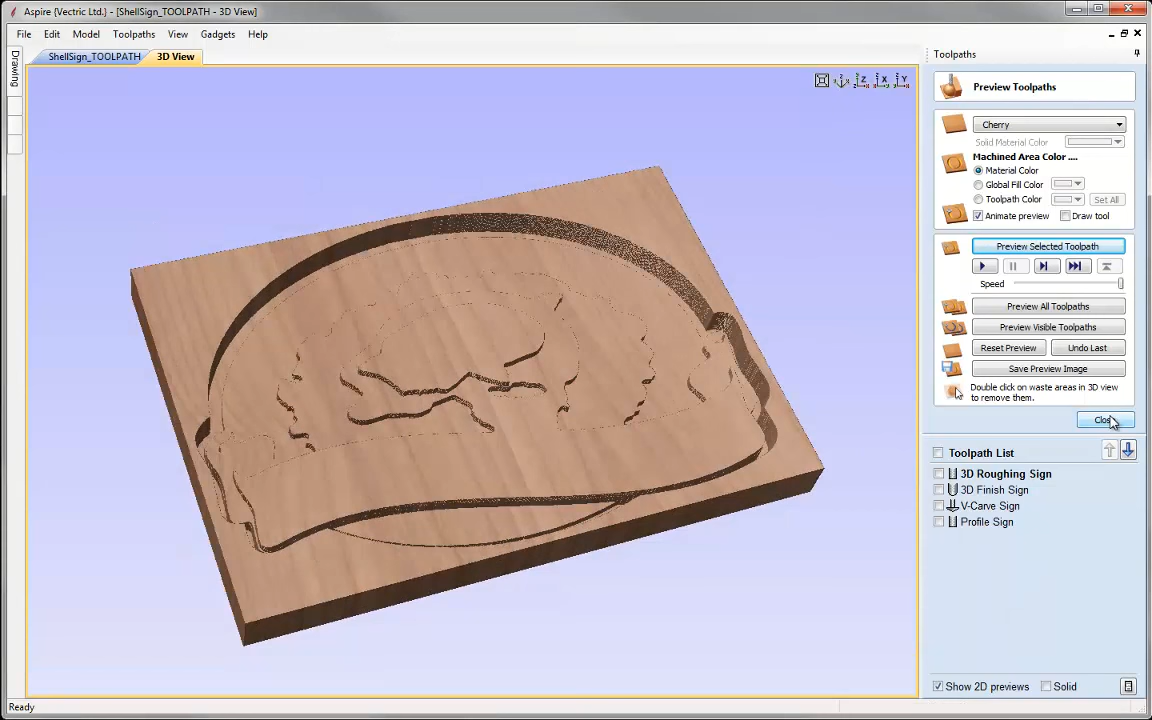 Aspire {Vectric Ltd.} - [ShellSign_TOOLPATH - 3D View]
File Edit Model Toolpaths View Gadgets Help
Drawing
ShellSign_TOOLPATH 3D View
Z X Y
Toolpaths
Preview Toolpaths
Cherry
Solid Material Color
Machined Area Color ....
Material Color
Global Fill Color
Toolpath Color Set All
Animate preview Draw tool
Preview Selected Toolpath
Speed
Preview All Toolpaths
Preview Visible Toolpaths
Reset Preview Undo Last
Save Preview Image
Double click on waste areas in 3D view
to remove them.
Close
Toolpath List
3D Roughing Sign
3D Finish Sign
V-Carve Sign
Profile Sign
Show 2D previews Solid
Ready